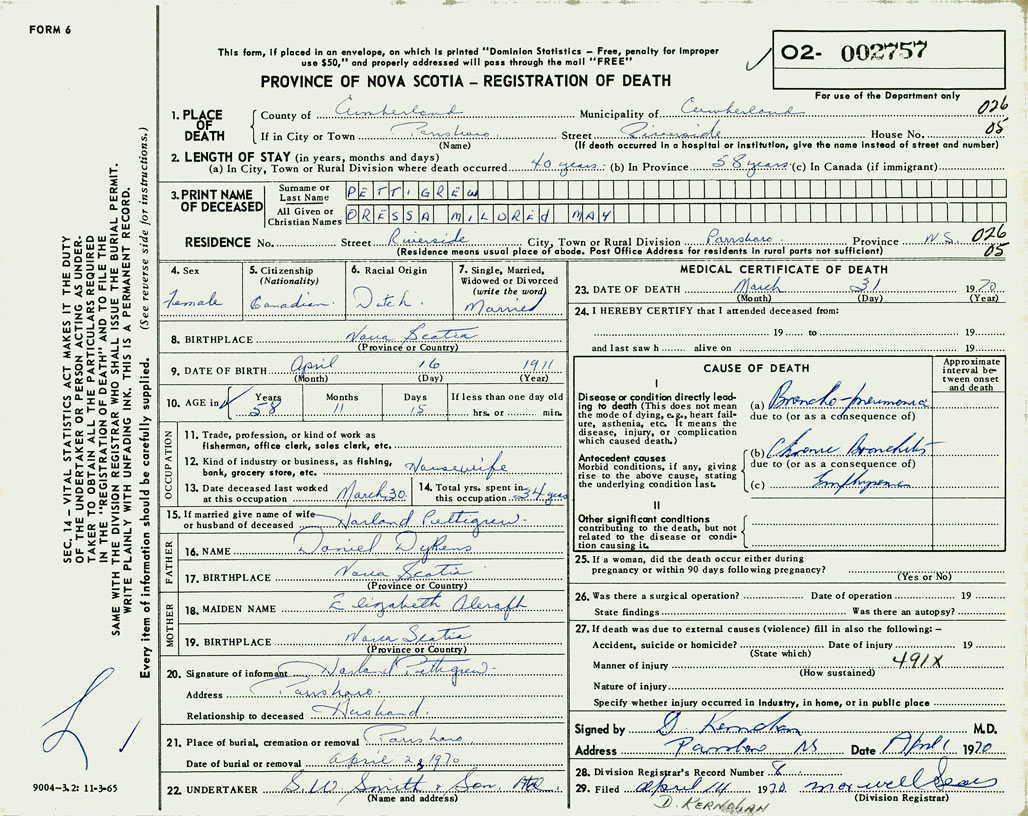 FORM 6
This form, if placed in an envelope, on which is printed "Dominion Statistics – Free, penalty for improper
use $50," and properly addressed will pass through the mail "FREE"
PROVINCE OF NOVA SCOTIA – REGISTRATION OF DEATH
O2- 002757
For use of the Department only
1. PLACE OF DEATH
County of Cumberland Municipality of Cumberland 026
If in City or Town Parrsboro Street Riverside House No. 05
(Name) (If death occurred in a hospital or institution, give the name instead of street and number)
2. LENGTH OF STAY (in years, months and days)
(a) In City, Town or Rural Division where death occurred 40 years (b) In Province 58 years (c) In Canada (if immigrant)
3. PRINT NAME OF DECEASED
Surname or Last Name PETTIGREW
All Given or Christian Names ORESSA MILDRED MAY
RESIDENCE No. Street Riverside City, Town or Rural Division Parrsboro Province N.S. 026
(Residence means usual place of abode. Post Office Address for residents in rural parts not sufficient) 05
4. Sex Female
5. Citizenship (Nationality) Canadian
6. Racial Origin Dutch.
7. Single, Married, Widowed or Divorced (write the word) Married
8. BIRTHPLACE Nova Scotia
(Province or Country)
9. DATE OF BIRTH April 16 1911
(Month) (Day) (Year)
10. AGE in Years 58 Months 11 Days 15 If less than one day old hrs. or min.
OCCUPATION
11. Trade, profession, or kind of work as
fisherman, office clerk, sales clerk, etc.
12. Kind of industry or business, as fishing,
bank, grocery store, etc. Housewife
13. Date deceased last worked at this occupation March 30
14. Total yrs. spent in this occupation 34 years
15. If married give name of wife
or husband of deceased Harland Pettigrew
FATHER
16. NAME Daniel Dykens
17. BIRTHPLACE Nova Scotia
(Province or Country)
MOTHER
18. MAIDEN NAME Elizabeth
19. BIRTHPLACE Nova Scotia
(Province or Country)
20. Signature of informant Harland Pettigrew
Address Parrsboro.
Relationship to deceased Husband.
21. Place of burial, cremation or removal Parrsboro
Date of burial or removal April 2, 1970
22. UNDERTAKER S.W. Smith & Son Ltd.
(Name and address)
MEDICAL CERTIFICATE OF DEATH
23. DATE OF DEATH March 31 1970
(Month) (Day) (Year)
24. I HEREBY CERTIFY that I attended deceased from:
19 to 19
and last saw h alive on 19
CAUSE OF DEATH
Approximate interval between onset and death
I
Disease or condition directly leading to death (This does not mean the mode of dying, e.g., heart failure, asthenia, etc. It means the disease, injury, or complication which caused death.)
(a) Broncho-pneumonia
due to (or as a consequence of)
Antecedent causes
Morbid conditions, if any, giving rise to the above cause, stating the underlying condition last.
(b) Chronic Bronchitis
due to (or as a consequence of)
(c) Emphysema
II
Other significant conditions
contributing to the death, but not related to the disease or condition causing it.
25. If a woman, did the death occur either during
pregnancy or within 90 days following pregnancy?
(Yes or No)
26. Was there a surgical operation? Date of operation 19
State findings Was there an autopsy?
27. If death was due to external causes (violence) fill in also the following: –
Accident, suicide or homicide? Date of injury 19
(State which) 491X
Manner of injury
(How sustained)
Nature of injury
Specify whether injury occurred in industry, in home, or in public place
Signed by D. Kernohan M.D.
Address Parrsboro NS Date April 1 1970
28. Division Registrar's Record Number 8
29. Filed April 14 1970 Maxwell
(Division Registrar)
D. KERNOHAN
SEC. 14 – VITAL STATISTICS ACT MAKES IT THE DUTY
OF THE UNDERTAKER OR PERSON ACTING AS UNDER-
TAKER TO OBTAIN ALL THE PARTICULARS REQUIRED
IN THE "REGISTRATION OF DEATH" AND TO FILE THE
SAME WITH THE DIVISION REGISTRAR WHO SHALL ISSUE THE BURIAL PERMIT.
WRITE PLAINLY WITH UNFADING INK. THIS IS A PERMANENT RECORD.
Every item of information should be carefully supplied. (See reverse side for instructions.)
9004-3.2: 11-3-65